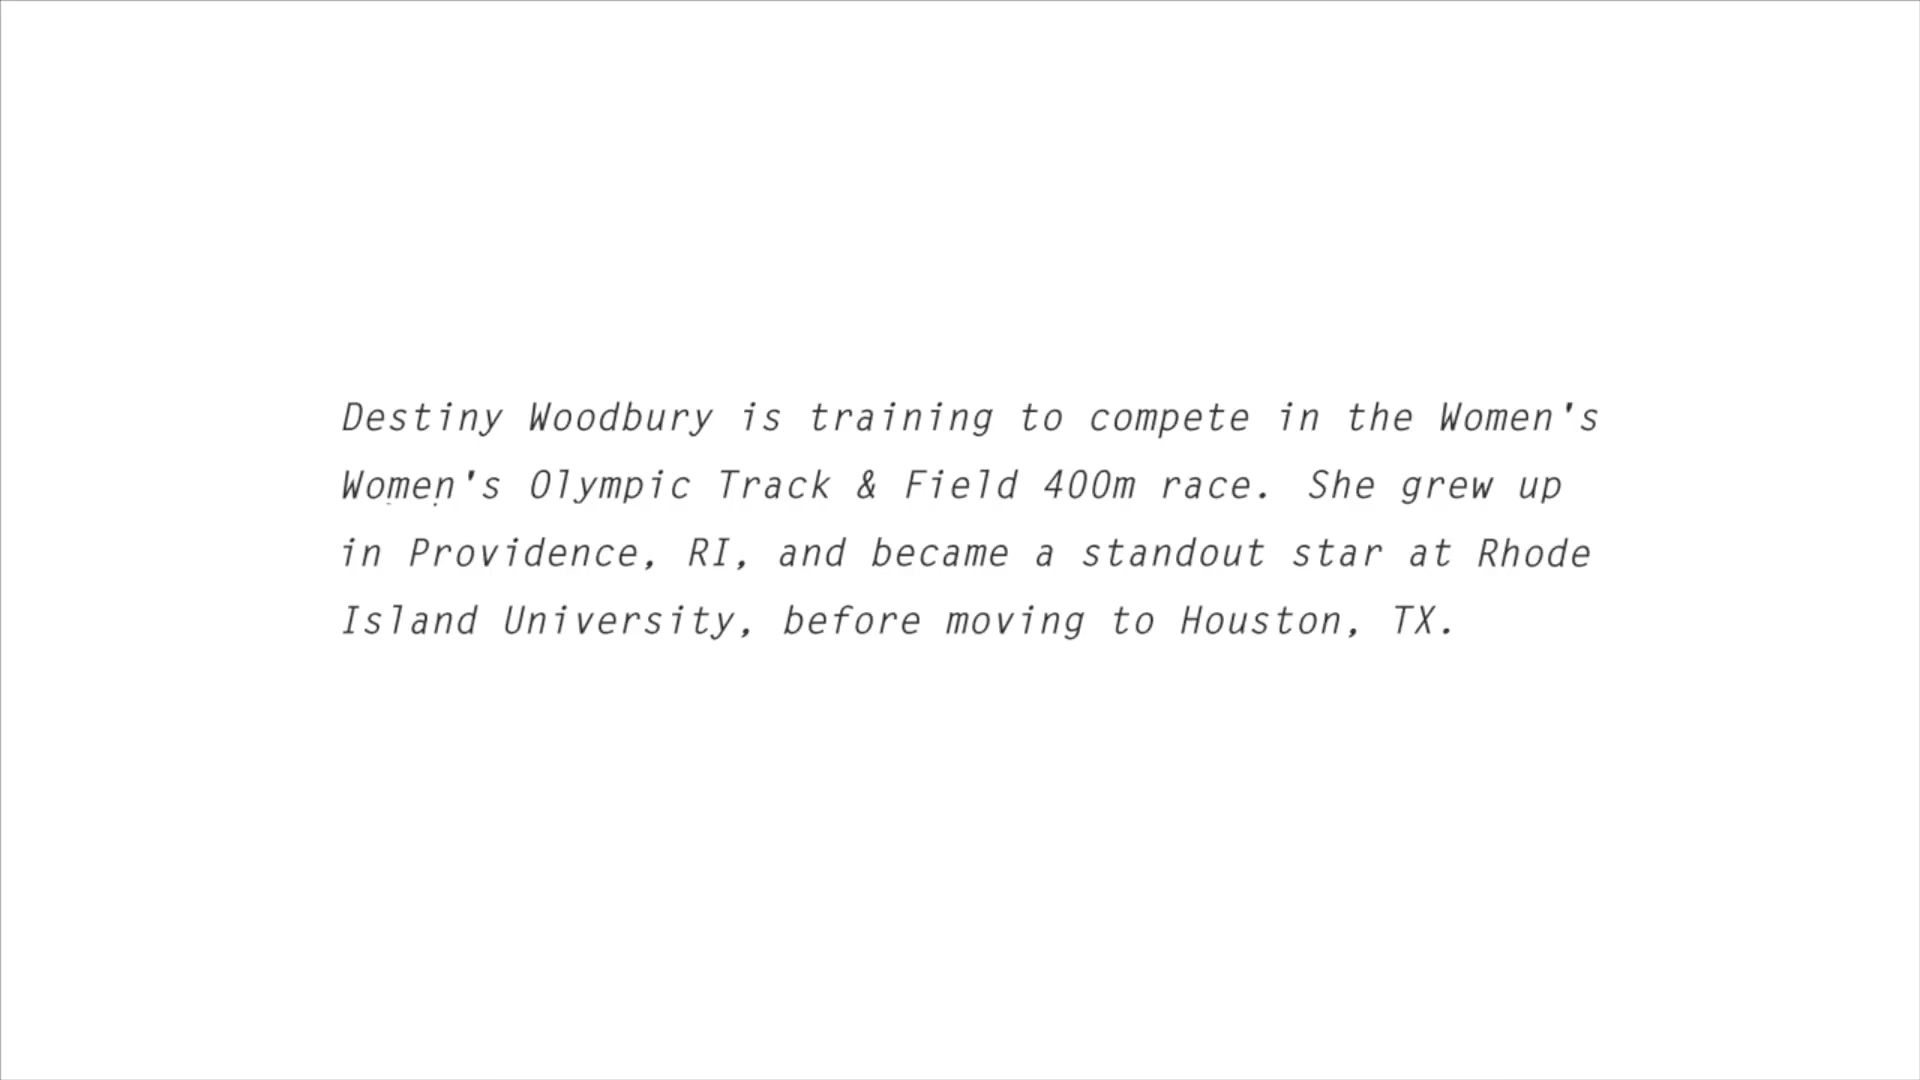 Destiny Woodbury is training to compete in the Women's
Women's Olympic Track & Field 400m race. She grew up
in Providence, RI, and became a standout star at Rhode
Island University, before moving to Houston, TX.